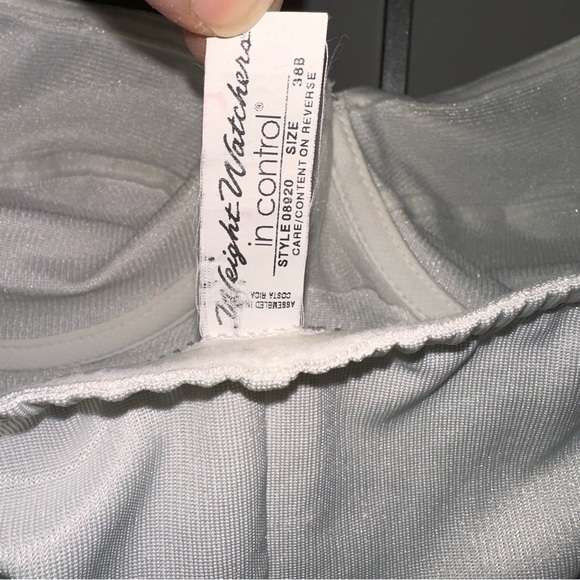 Weight Watchers
in control®
STYLE 08920 SIZE 38B
CARE/CONTENT ON REVERSE
ASSEMBLED IN
COSTA RICA